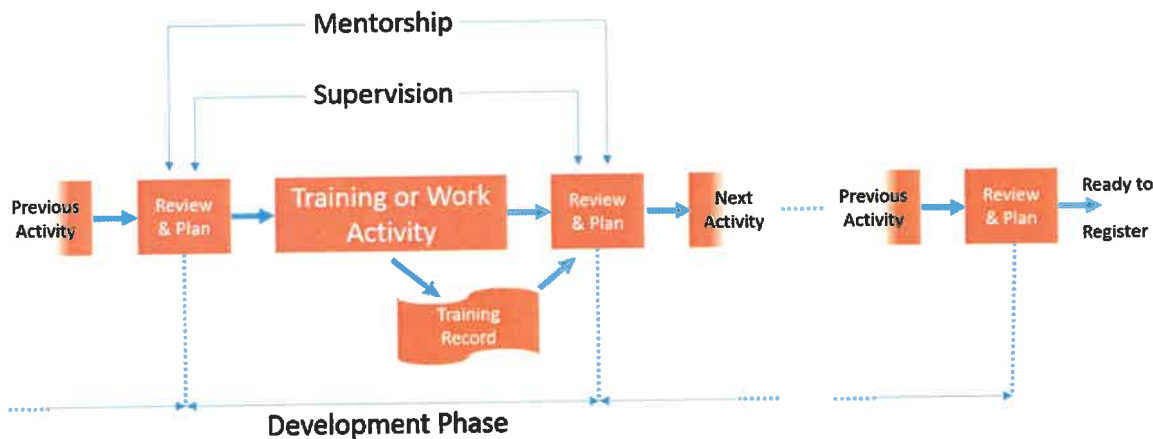 Mentorship
Supervision
Previous
Activity
Review
& Plan
Training or Work
Activity
Review
& Plan
Next
Activity
Previous
Activity
Review
& Plan
Ready to
Register
Training
Record
Development Phase